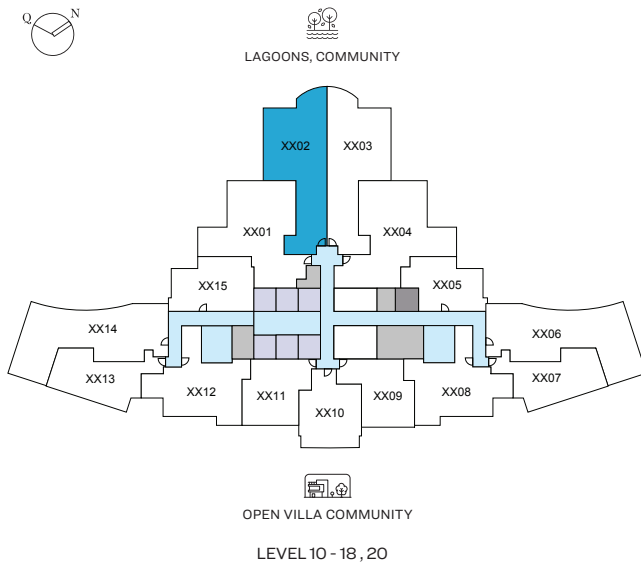 Q N
LAGOONS, COMMUNITY
XX02 XX03
XX01 XX04
XX15 XX05
XX14 XX06
XX13 XX07
XX12 XX11 XX10 XX09 XX08
OPEN VILLA COMMUNITY
LEVEL 10 - 18 , 20